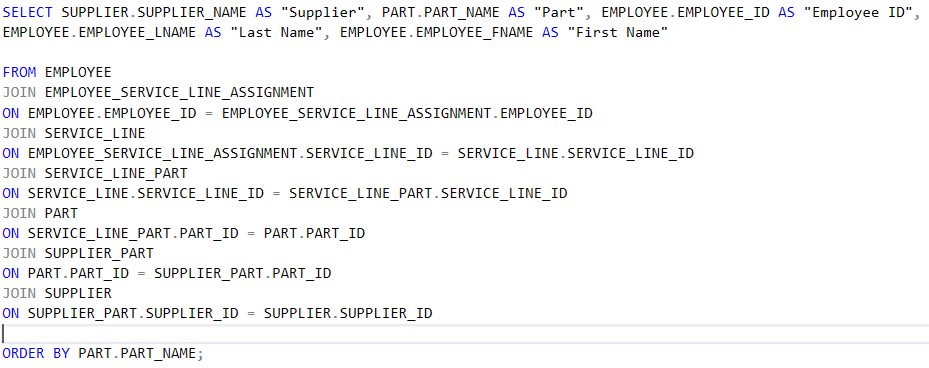 SELECT SUPPLIER.SUPPLIER_NAME AS "Supplier", PART.PART_NAME AS "Part", EMPLOYEE.EMPLOYEE_ID AS "Employee ID",
EMPLOYEE.EMPLOYEE_LNAME AS "Last Name", EMPLOYEE.EMPLOYEE_FNAME AS "First Name"
FROM EMPLOYEE
JOIN EMPLOYEE_SERVICE_LINE_ASSIGNMENT
ON EMPLOYEE.EMPLOYEE_ID = EMPLOYEE_SERVICE_LINE_ASSIGNMENT.EMPLOYEE_ID
JOIN SERVICE_LINE
ON EMPLOYEE_SERVICE_LINE_ASSIGNMENT.SERVICE_LINE_ID = SERVICE_LINE.SERVICE_LINE_ID
JOIN SERVICE_LINE_PART
ON SERVICE_LINE.SERVICE_LINE_ID = SERVICE_LINE_PART.SERVICE_LINE_ID
JOIN PART
ON SERVICE_LINE_PART.PART_ID = PART.PART_ID
JOIN SUPPLIER_PART
ON PART.PART_ID = SUPPLIER_PART.PART_ID
JOIN SUPPLIER
ON SUPPLIER_PART.SUPPLIER_ID = SUPPLIER.SUPPLIER_ID
ORDER BY PART.PART_NAME;